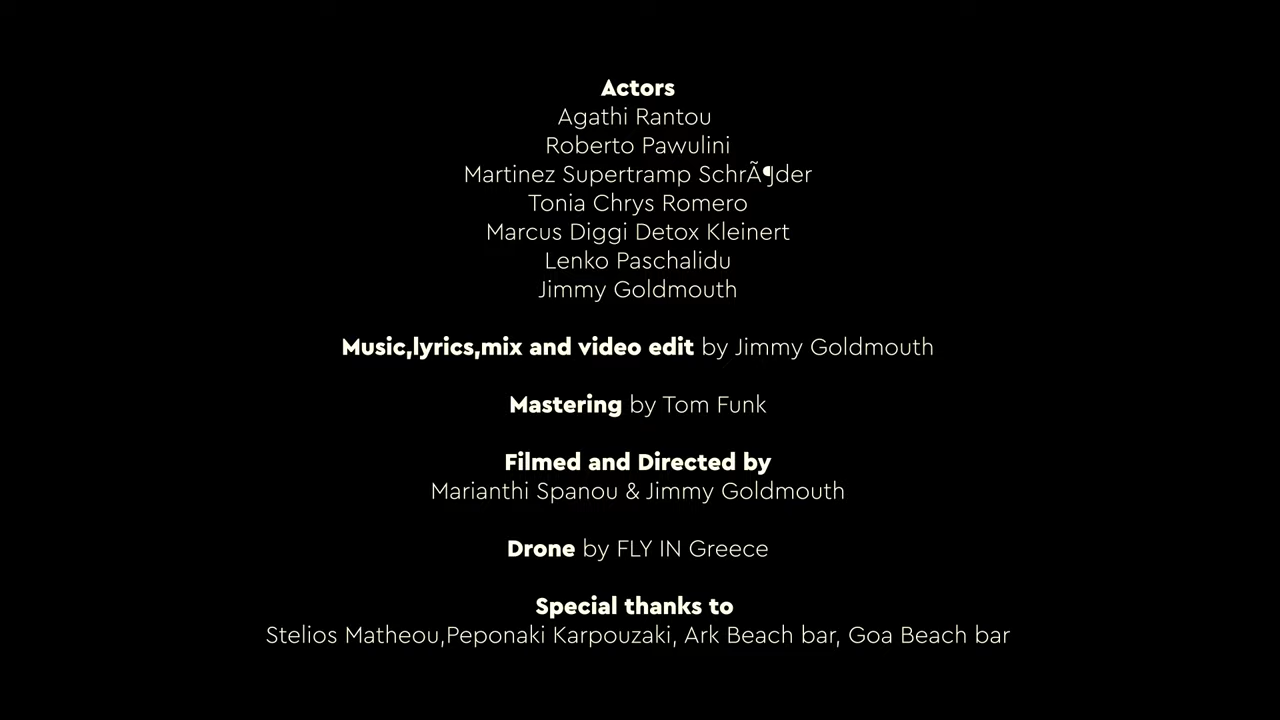 Actors
Agathi Rantou
Roberto Pawulini
Martinez Supertramp SchrÃ¶der
Tonia Chrys Romero
Marcus Diggi Detox Kleinert
Lenko Paschalidu
Jimmy Goldmouth
Music,lyrics,mix and video edit by Jimmy Goldmouth
Mastering by Tom Funk
Filmed and Directed by
Marianthi Spanou & Jimmy Goldmouth
Drone by FLY IN Greece
Special thanks to
Stelios Matheou,Peponaki Karpouzaki, Ark Beach bar, Goa Beach bar